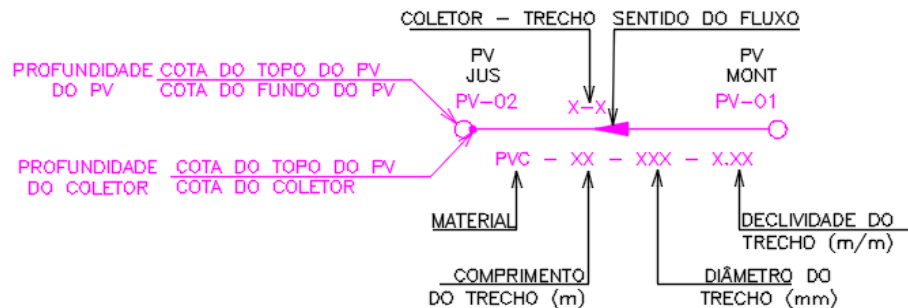 COLETOR - TRECHO
SENTIDO DO FLUXO
PV
JUS
PV
MONT
PROFUNDIDADE
DO PV
COTA DO TOPO DO PV
COTA DO FUNDO DO PV
PV-02
X-X
PV-01
PVC - XX - XXX - X.XX
PROFUNDIDADE
DO COLETOR
COTA DO TOPO DO PV
COTA DO COLETOR
MATERIAL
DECLIVIDADE DO
TRECHO (m/m)
COMPRIMENTO
DO TRECHO (m)
DIÂMETRO DO
TRECHO (mm)